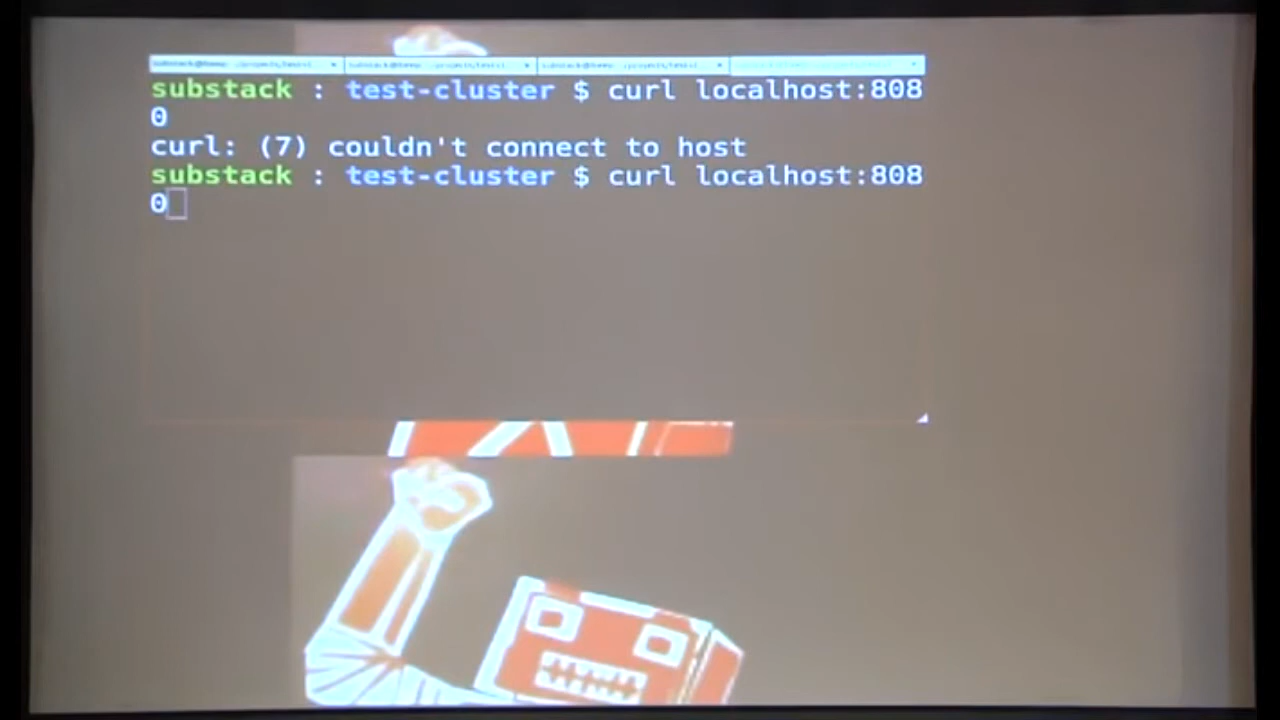 substack : test-cluster $ curl localhost:808
0
curl: (7) couldn't connect to host
substack : test-cluster $ curl localhost:808
0